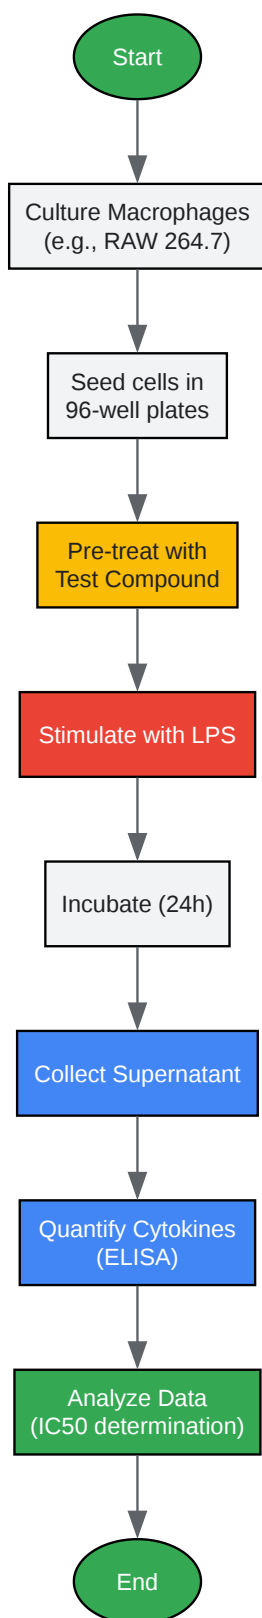 Start
Culture Macrophages
(e.g., RAW 264.7)
Seed cells in
96-well plates
Pre-treat with
Test Compound
Stimulate with LPS
Incubate (24h)
Collect Supernatant
Quantify Cytokines
(ELISA)
Analyze Data
(IC50 determination)
End